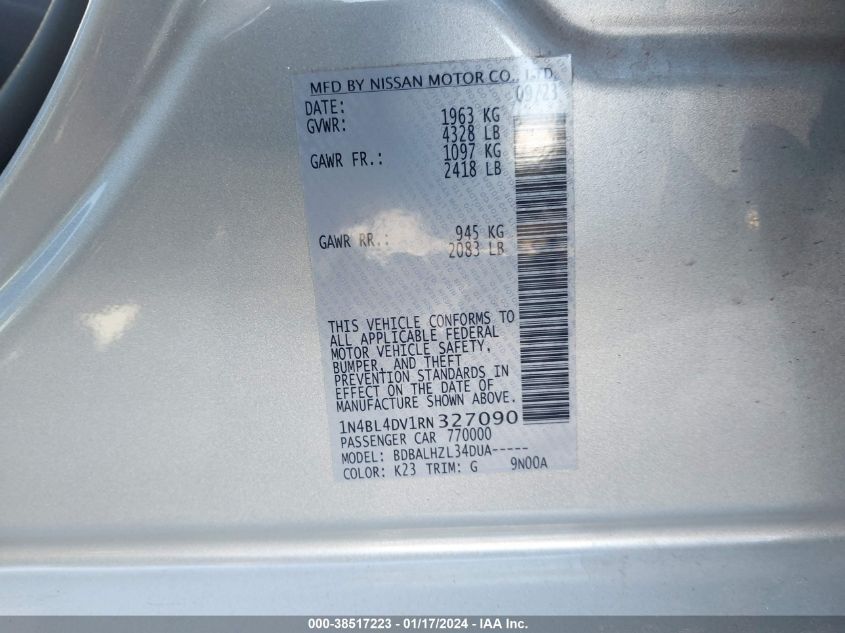 MFD BY NISSAN MOTOR CO., LTD.
DATE: 09/23
GVWR: 1963 KG
4328 LB
GAWR FR.: 1097 KG
2418 LB
GAWR RR.: 945 KG
2083 LB
THIS VEHICLE CONFORMS TO
ALL APPLICABLE FEDERAL
MOTOR VEHICLE SAFETY,
BUMPER, AND THEFT
PREVENTION STANDARDS IN
EFFECT ON THE DATE OF
MANUFACTURE SHOWN ABOVE.
1N4BL4DV1RN327090
PASSENGER CAR 770000
MODEL: BDBALHZL34DUA-----
COLOR: K23 TRIM: G 9N00A
000-38517223 - 01/17/2024 - IAAI.com